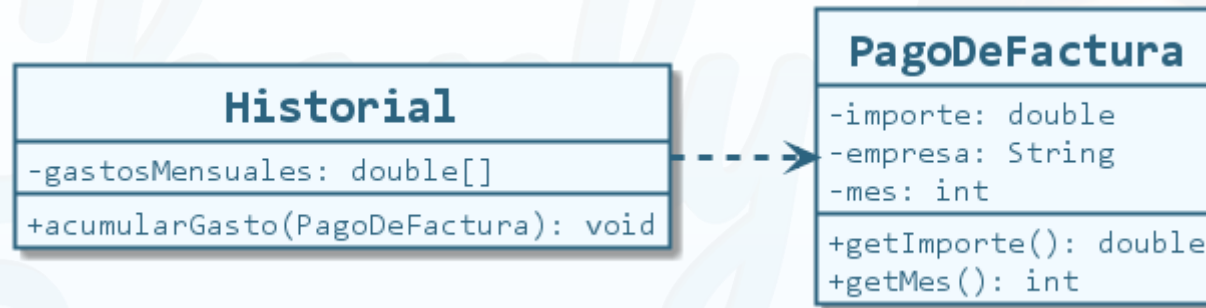 Historial
-gastosMensuales: double[]
+acumularGasto(PagoDeFactura): void
PagoDeFactura
-importe: double
-empresa: String
-mes: int
+getImporte(): double
+getMes(): int